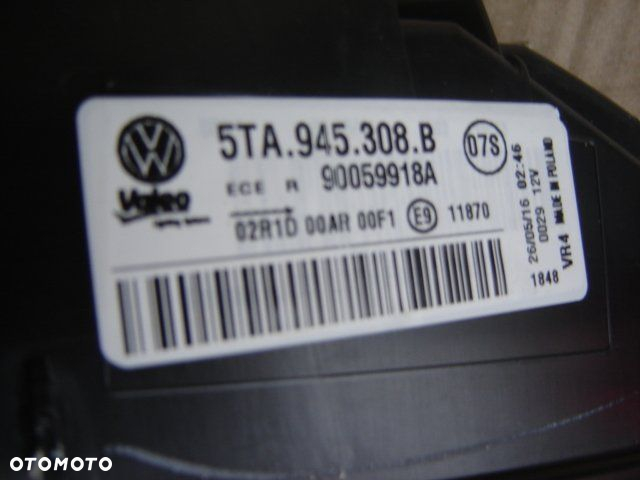 5TA.945.308.B
07S
Valeo
ECE R 90059918A
02R1D 00AR 00F1 E9 11870
26/05/16 02:46
0029 12V
VR4 MADE IN POLAND
1848
OTOMOTO